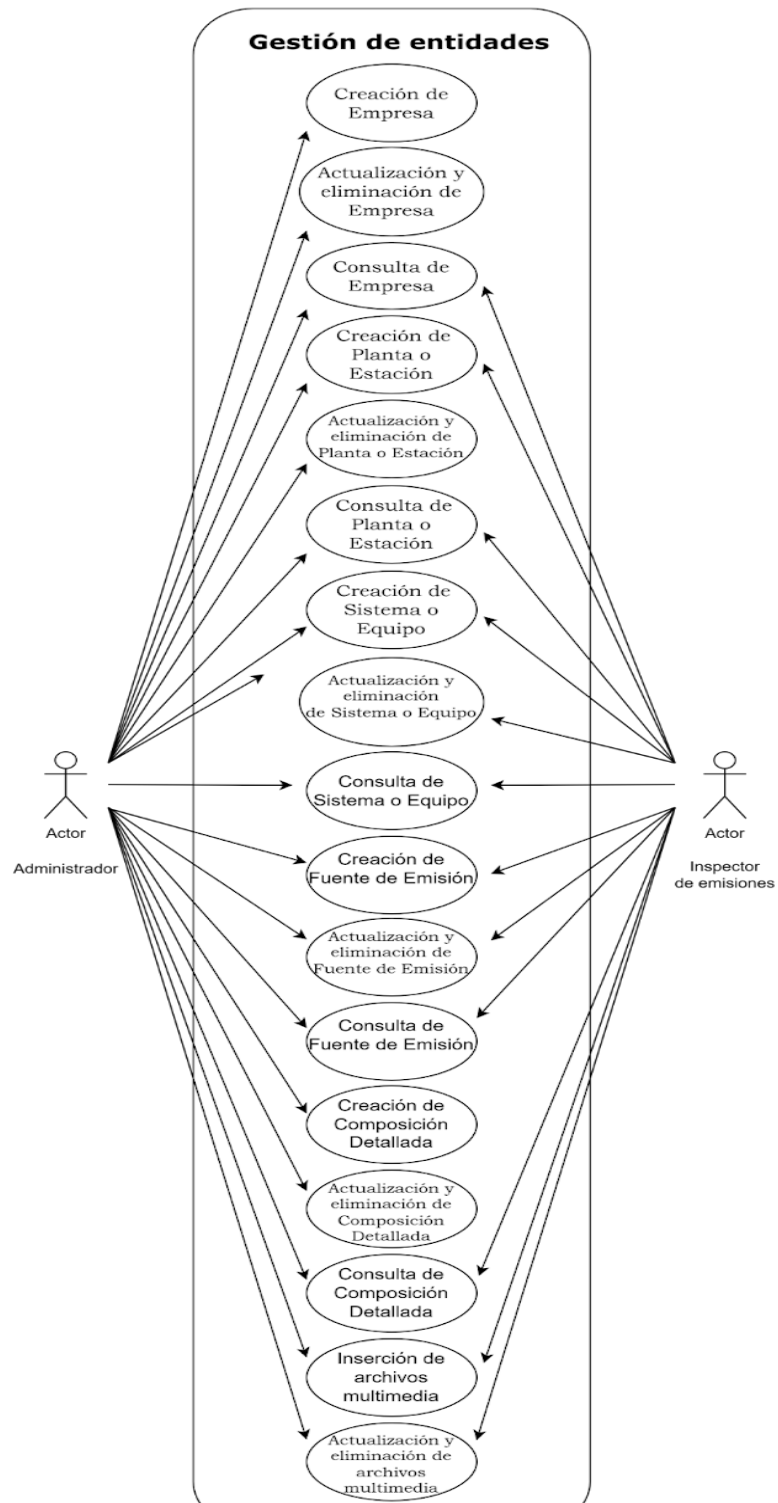 Gestión de entidades
Creación de
Empresa
Actualización y
eliminación de
Empresa
Consulta de
Empresa
Creación de
Planta o
Estación
Actualización y
eliminación de
Planta o Estación
Consulta de
Planta o
Estación
Creación de
Sistema o
Equipo
Actualización y
eliminación
de Sistema o Equipo
Consulta de
Sistema o Equipo
Actor
Administrador
Actor
Inspector
de emisiones
Creación de
Fuente de Emisión
Actualización y
eliminación de
Fuente de Emisión
Consulta de
Fuente de Emisión
Creación de
Composición
Detallada
Actualización y
eliminación de
Composición
Detallada
Consulta de
Composición
Detallada
Inserción de
archivos
multimedia
Actualización y
eliminación de
archivos
multimedia